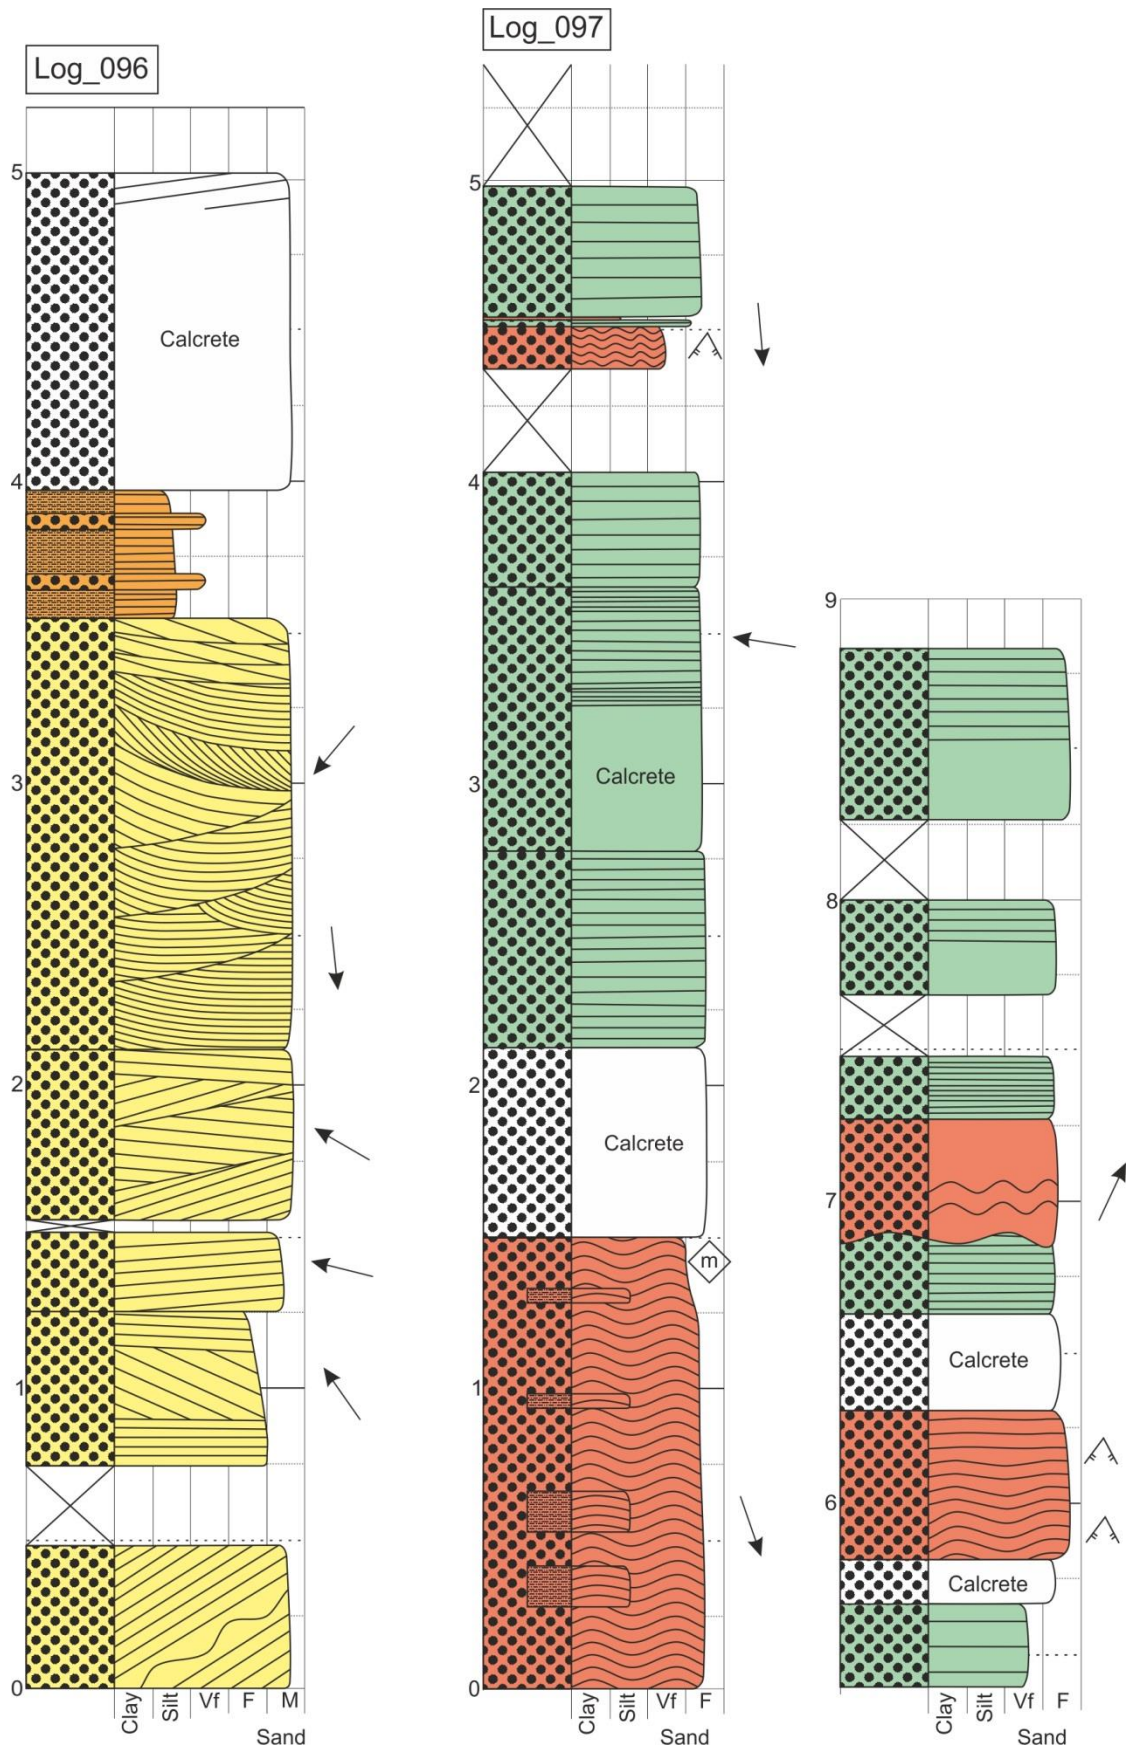 Log_096
5
Calcrete
4
3
2
1
0
Clay
Silt
Vf
F
M
Sand
Log_097
5
4
3
Calcrete
2
Calcrete
m
1
0
Clay
Silt
Vf
F
Sand
9
8
7
Calcrete
6
Calcrete
Clay
Silt
Vf
F
Sand